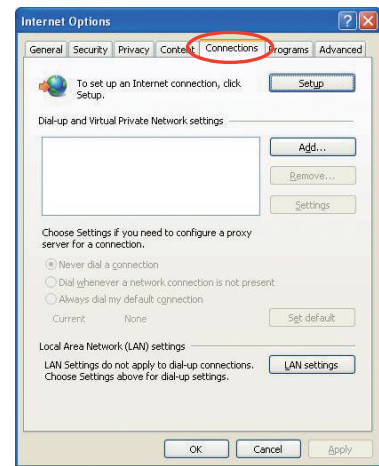 Internet Options
General Security Privacy Content Connections Programs Advanced
To set up an Internet connection, click
Setup.
Setup
Dial-up and Virtual Private Network settings
Add...
Remove...
Settings
Choose Settings if you need to configure a proxy
server for a connection.
Never dial a connection
Dial whenever a network connection is not present
Always dial my default connection
Current None
Set default
Local Area Network (LAN) settings
LAN Settings do not apply to dial-up connections.
Choose Settings above for dial-up settings.
LAN settings
OK Cancel Apply